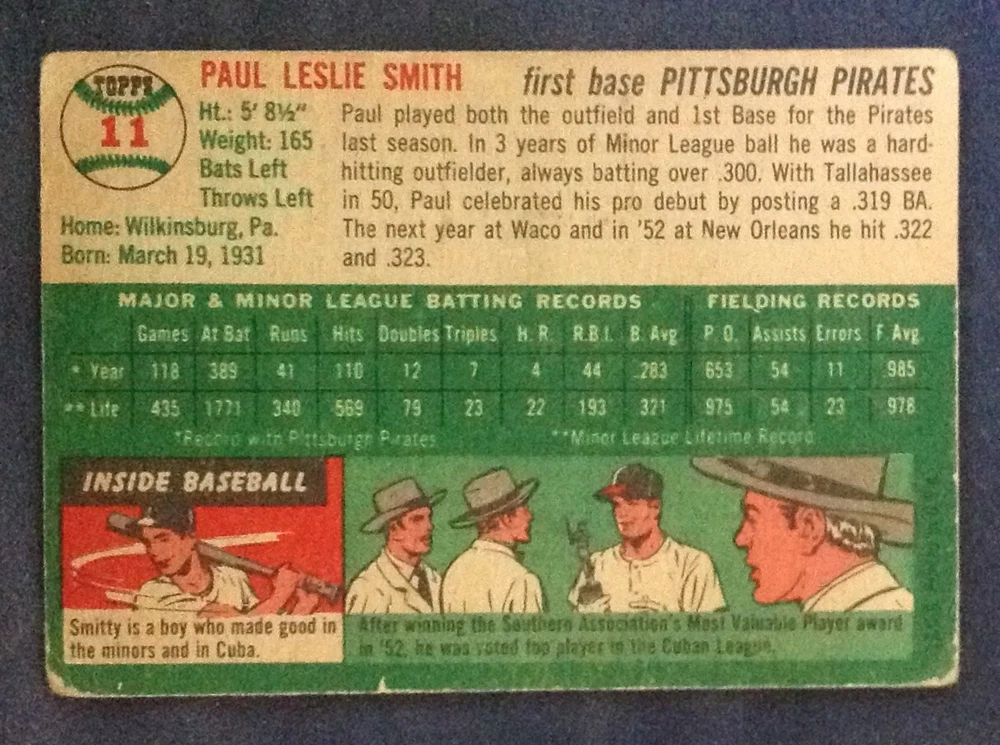 TOPPS
11
PAUL LESLIE SMITH first base PITTSBURGH PIRATES
Ht.: 5' 8½"
Weight: 165
Bats Left
Throws Left
Home: Wilkinsburg, Pa.
Born: March 19, 1931
Paul played both the outfield and 1st Base for the Pirates
last season. In 3 years of Minor League ball he was a hard-
hitting outfielder, always batting over .300. With Tallahassee
in 50, Paul celebrated his pro debut by posting a .319 BA.
The next year at Waco and in '52 at New Orleans he hit .322
and .323.
MAJOR & MINOR LEAGUE BATTING RECORDS FIELDING RECORDS
Games At Bat Runs Hits Doubles Triples H. R. R.B.I. B. Avg P. O. Assists Errors F. Avg.
* Year 118 389 41 110 12 7 4 44 .283 653 54 11 .985
** Life 435 1771 340 569 79 23 22 193 .321 975 54 23 .978
*Record with Pittsburgh Pirates **Minor League Lifetime Record
INSIDE BASEBALL
Smitty is a boy who made good in
the minors and in Cuba.
After winning the Southern Association's Most Valuable Player award
in '52, he was voted top player in the Cuban League.